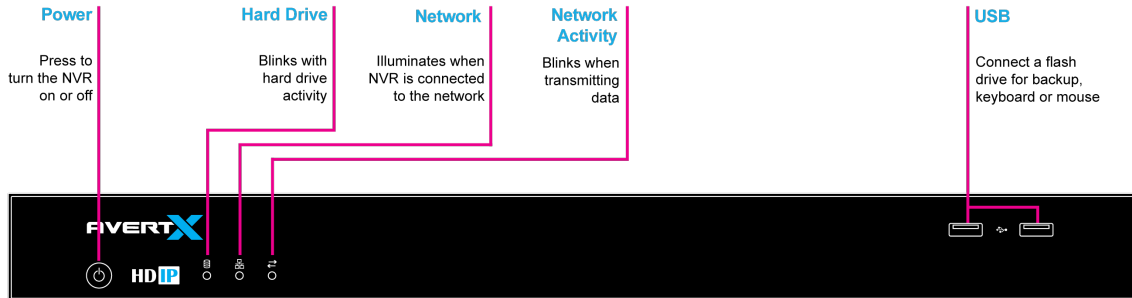 Power
Press to
turn the NVR
on or off
Hard Drive
Blinks with
hard drive
activity
Network
Illuminates when
NVR is connected
to the network
Network
Activity
Blinks when
transmitting
data
USB
Connect a flash
drive for backup,
keyboard or mouse
AVERTX
HD IP